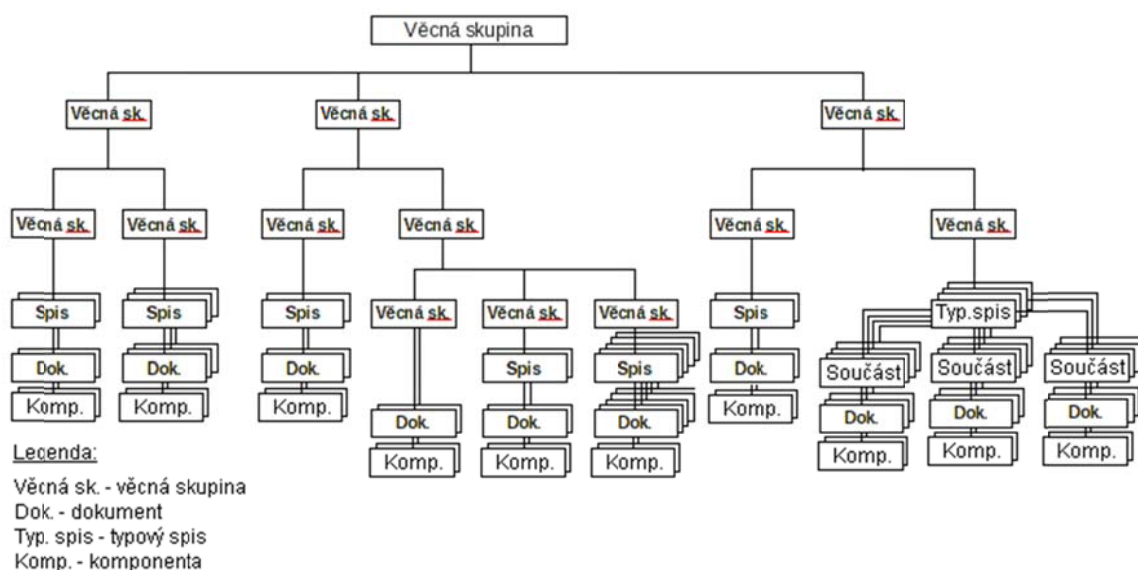 Věcná skupina
Věcná sk. Věcná sk. Věcná sk.
Věcná sk. Věcná sk. Věcná sk. Věcná sk. Věcná sk. Věcná sk.
Spis Spis Spis Věcná sk. Věcná sk. Věcná sk. Spis Typ.spis
Dok. Dok. Dok. Spis Spis Dok. Součást Součást Součást
Komp. Komp. Komp. Dok. Dok. Dok. Komp. Dok. Dok. Dok.
Komp. Komp. Komp. Komp. Komp. Komp.
Legenda:
Věcná sk. - věcná skupina
Dok. - dokument
Typ. spis - typový spis
Komp. - komponenta